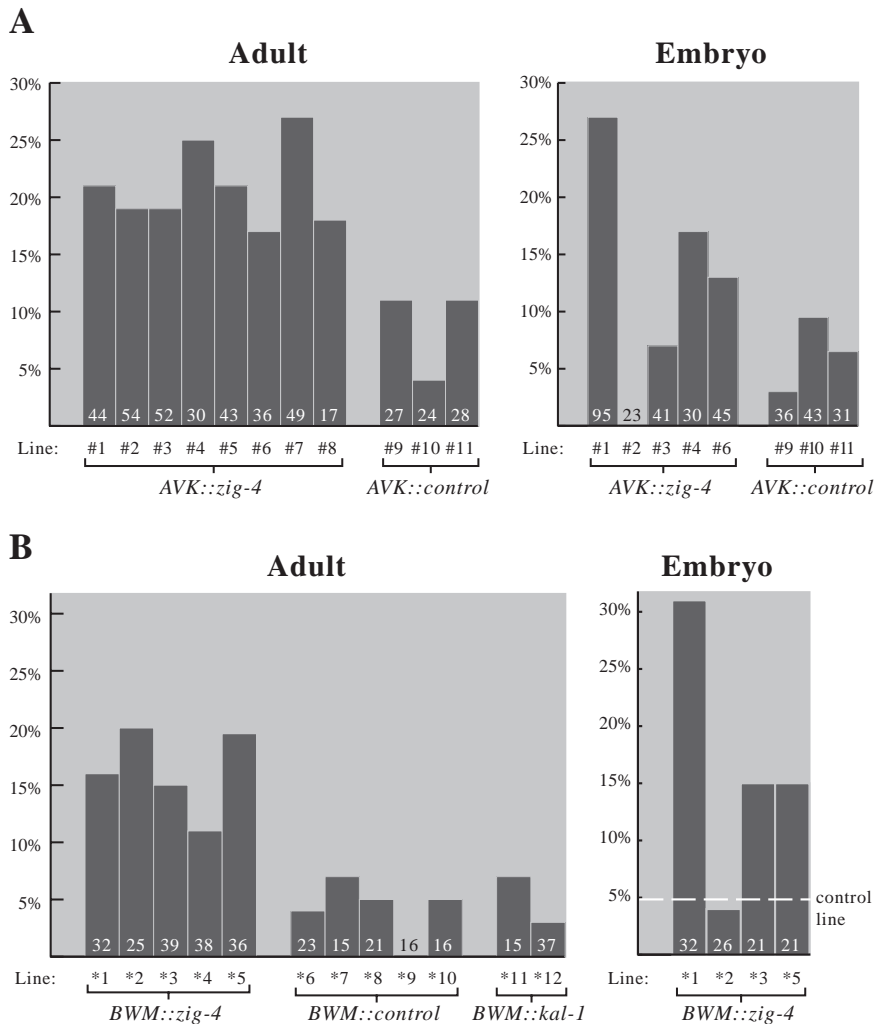 A
Adult
Embryo
30%
25%
20%
15%
10%
5%
44 54 52 30 43 36 49 17 27 24 28
Line: #1 #2 #3 #4 #5 #6 #7 #8 #9 #10 #11
AVK::zig-4 AVK::control
30%
25%
20%
15%
10%
5%
95 23 41 30 45 36 43 31
Line: #1 #2 #3 #4 #6 #9 #10 #11
AVK::zig-4 AVK::control
B
Adult
Embryo
30%
25%
20%
15%
10%
5%
32 25 39 38 36 23 15 21 16 16 15 37
Line: *1 *2 *3 *4 *5 *6 *7 *8 *9 *10 *11 *12
BWM::zig-4 BWM::control BWM::kal-1
30%
25%
20%
15%
10%
5%
control
line
32 26 21 21
Line: *1 *2 *3 *5
BWM::zig-4